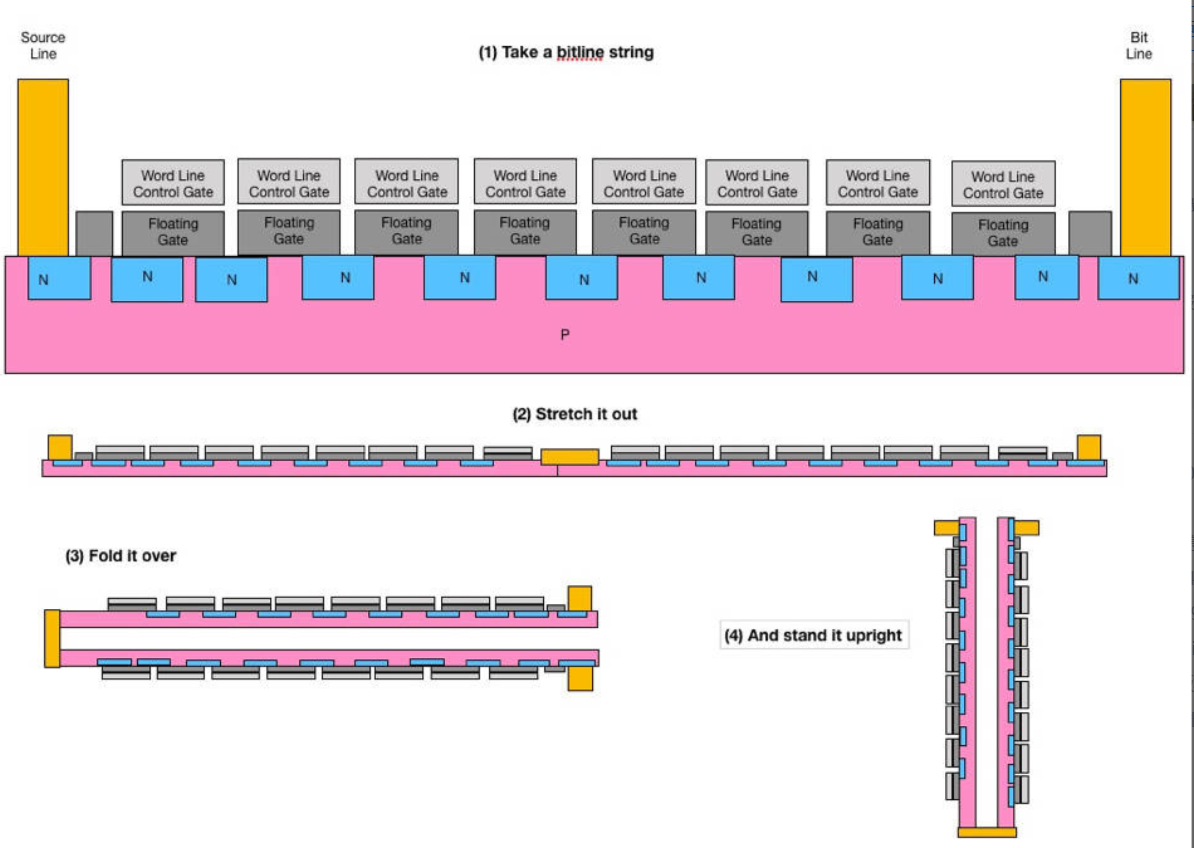 Source
Line
(1) Take a bitline string
Bit
Line
Word Line
Control Gate
Word Line
Control Gate
Word Line
Control Gate
Word Line
Control Gate
Word Line
Control Gate
Word Line
Control Gate
Word Line
Control Gate
Word Line
Control Gate
Floating
Gate
Floating
Gate
Floating
Gate
Floating
Gate
Floating
Gate
Floating
Gate
Floating
Gate
Floating
Gate
N
N
N
N
N
N
N
N
N
N
N
P
(2) Stretch it out
(3) Fold it over
(4) And stand it upright